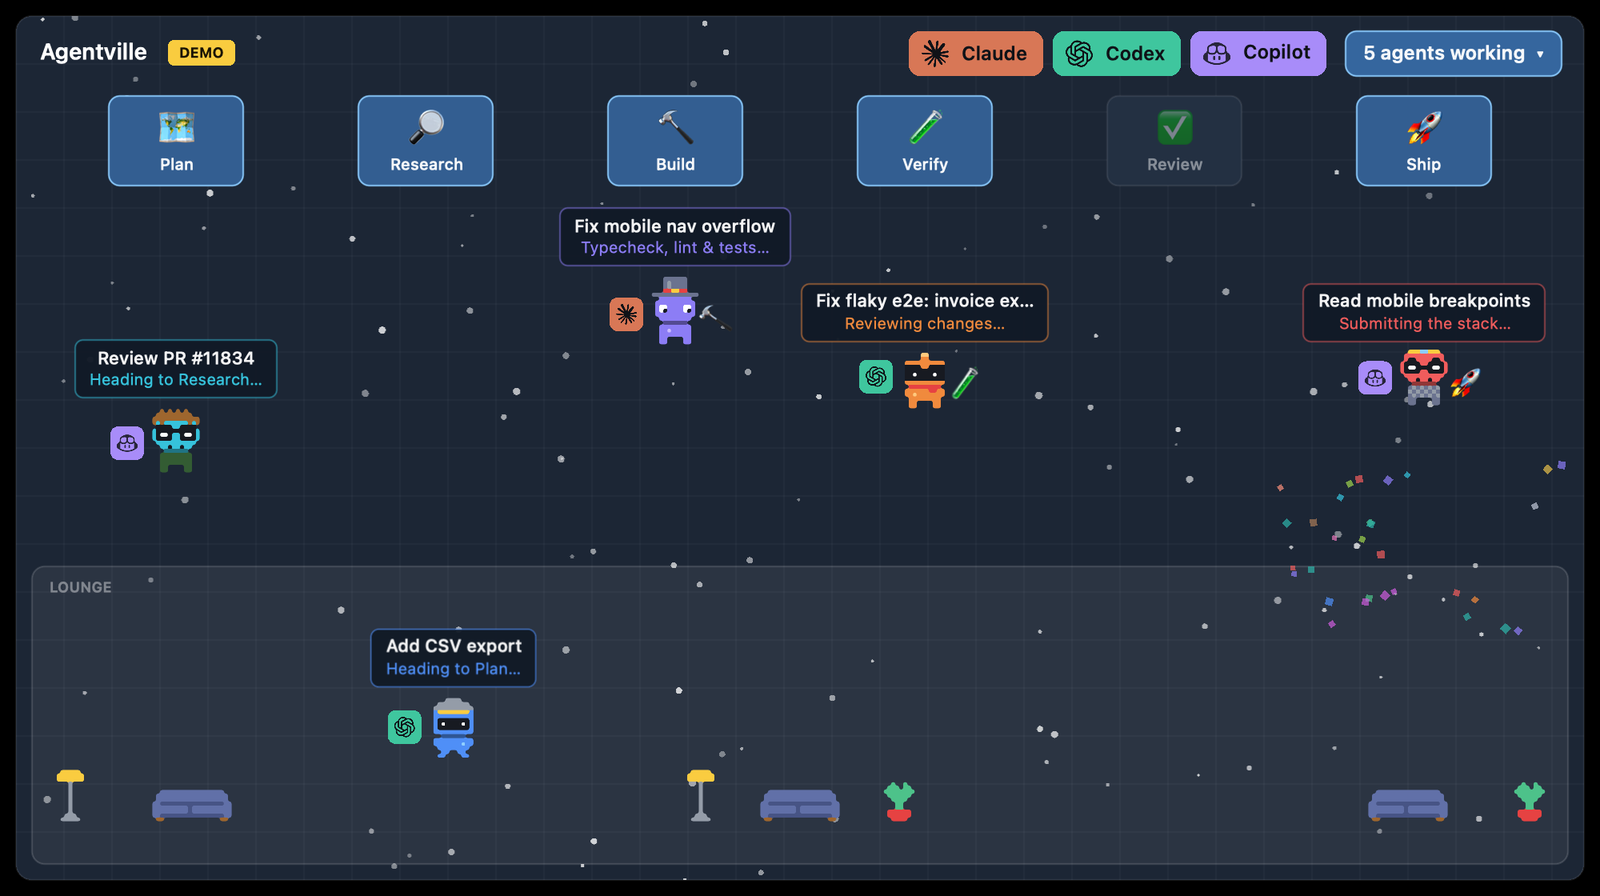 Agentville
DEMO
Claude
Codex
Copilot
5 agents working
Plan
Research
Build
Verify
Review
Ship
Fix mobile nav overflow
Typecheck, lint & tests...
Fix flaky e2e: invoice ex...
Reviewing changes...
Read mobile breakpoints
Submitting the stack...
Review PR #11834
Heading to Research...
LOUNGE
Add CSV export
Heading to Plan...